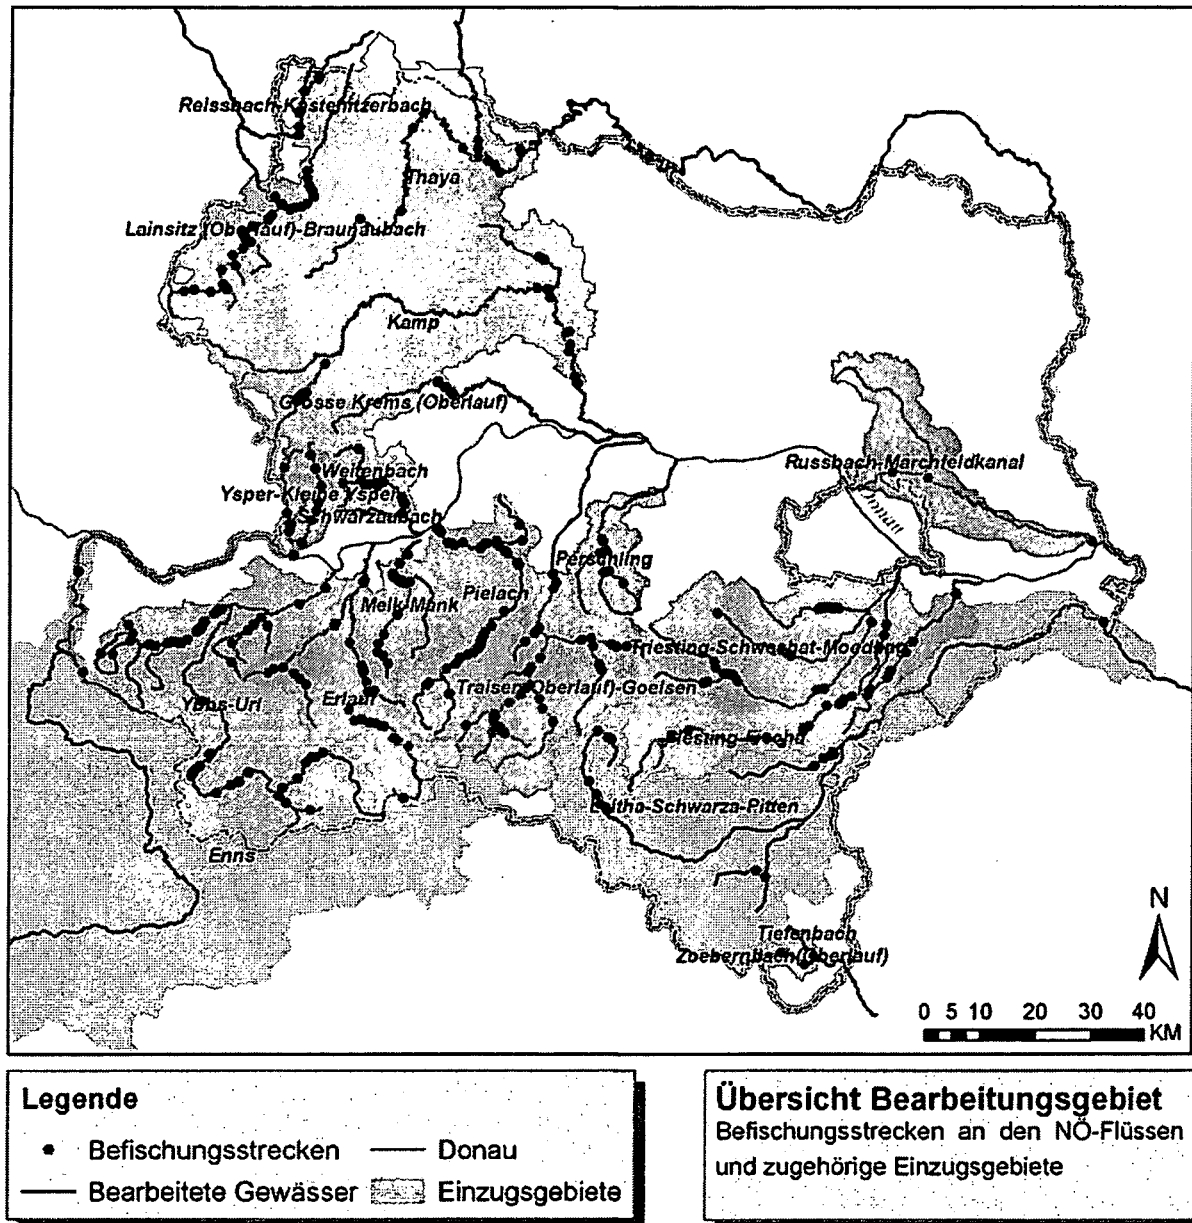 Reissbach-Kastenitzerbach
Thaya
Lainsitz (Oberlauf)-Braunaubach
Kamp
Grosse Krems (Oberlauf)
Weitenbach
Russbach-Marchfeldkanal
Ysper-Kleine Ysper
Schwarzaubach
Perschling
Melk-Mank
Pielach
Triesting-Schwechat-Moedling
Ybbs-Url
Erlauf
Traisen (Oberlauf)-Goelsen
Piesting-Fischa
Leitha-Schwarza-Pitten
Enns
Tiefenbach
Zoebernbach(Oberlauf)
N
0 5 10 20 30 40
KM
Legende
Befischungsstrecken
Donau
Bearbeitete Gewässer
Einzugsgebiete
Übersicht Bearbeitungsgebiet
Befischungsstrecken an den NÖ-Flüssen
und zugehörige Einzugsgebiete